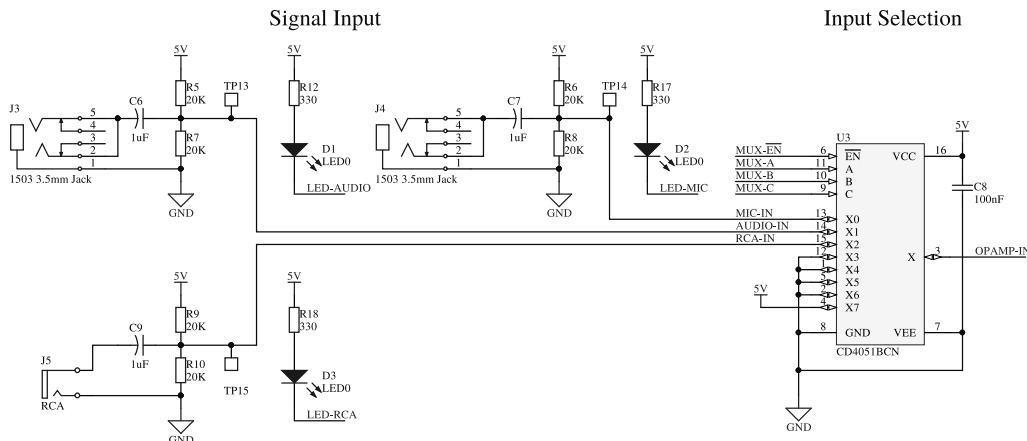 Signal Input
Input Selection
5V
R5
20K
TP13
5V
R12
330
5V
R6
20K
TP14
5V
R17
330
J3
C6
1uF
5
4
3
2
1
R7
20K
D1
LED0
1503 3.5mm Jack
LED-AUDIO
GND
J4
C7
1uF
5
4
3
2
1
R8
20K
D2
LED0
1503 3.5mm Jack
LED-MIC
GND
5V
U3
MUX-EN 6 EN VCC 16
MUX-A 11 A
MUX-B 10 B
MUX-C 9 C
C8
100nF
MIC-IN 13 X0
AUDIO-IN 14 X1
RCA-IN 15 X2
12 X3 X 3 OPAMP-IN
1 X4
5 X5
2 X6
5V 4 X7
8 GND VEE 7
CD4051BCN
GND
5V
R9
20K
5V
R18
330
C9
1uF
J5
RCA
R10
20K
TP15
D3
LED0
LED-RCA
GND